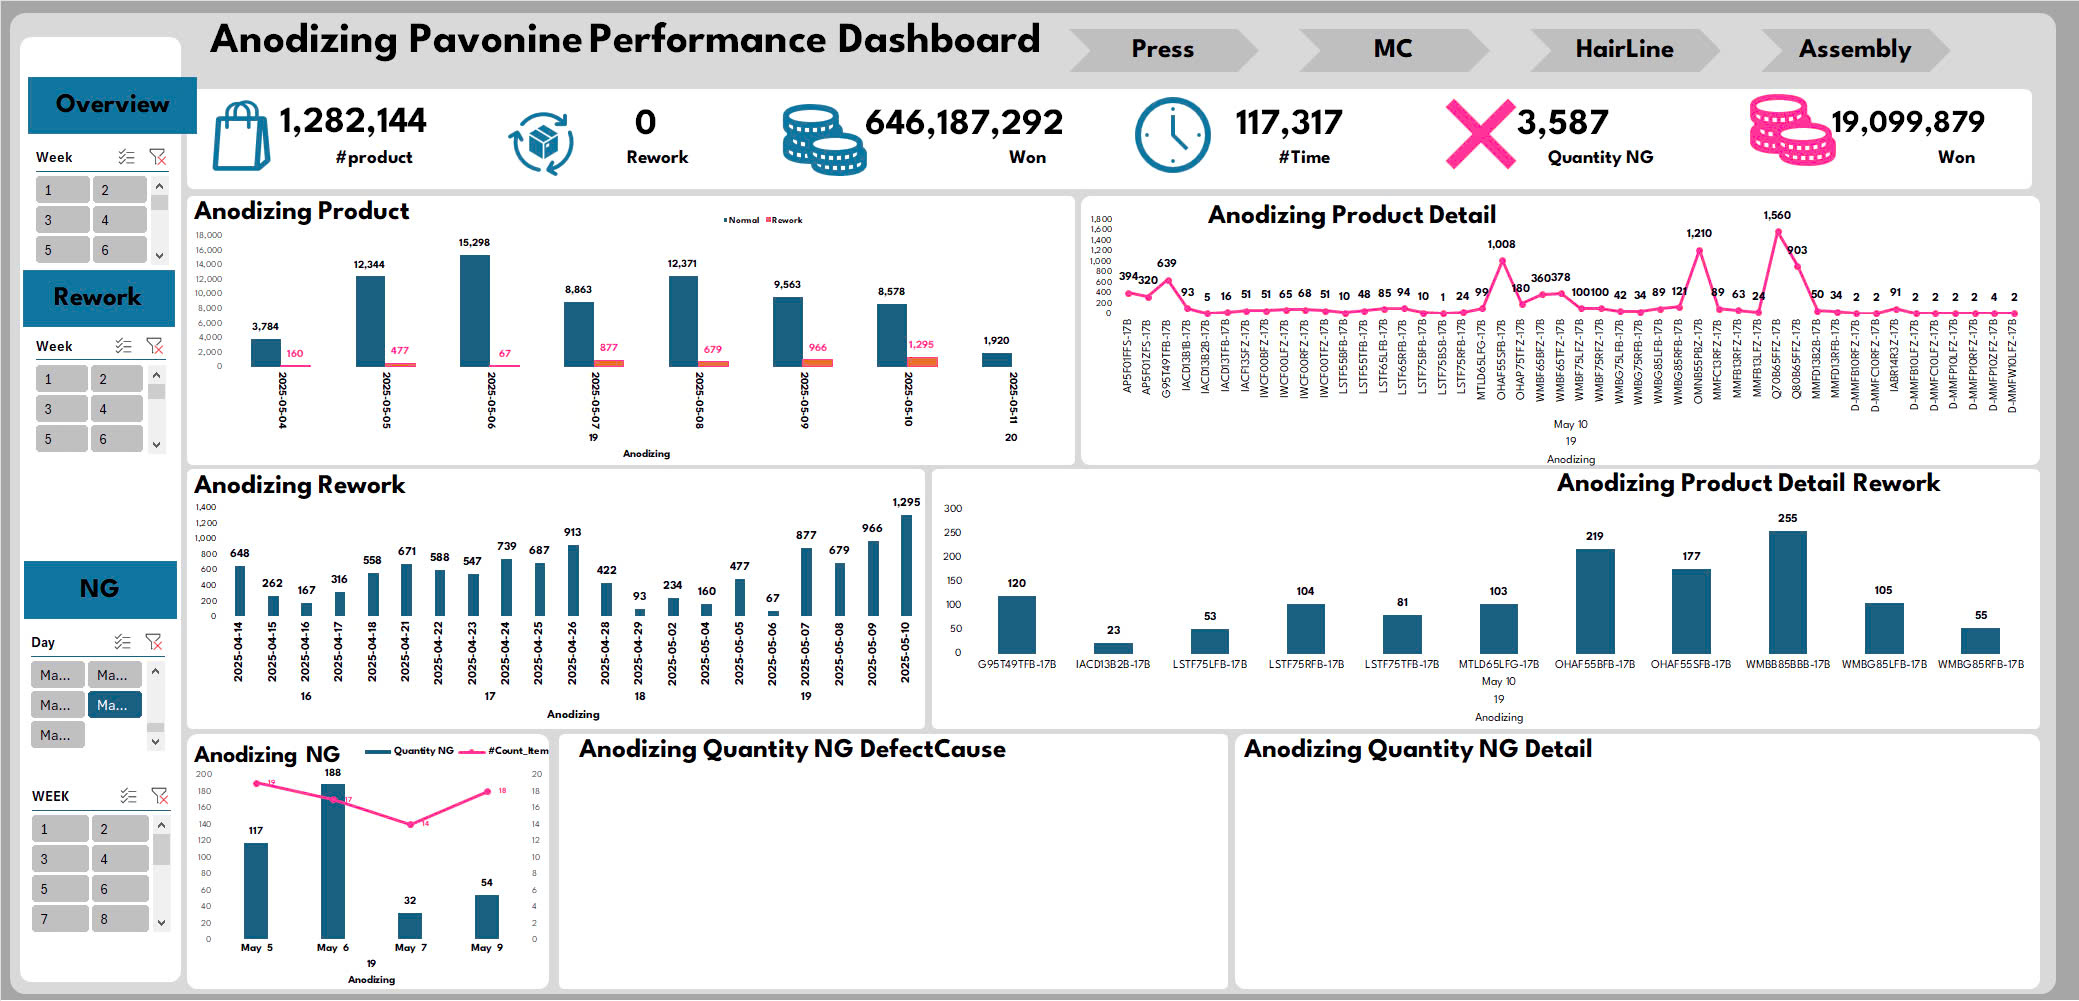 Anodizing Pavonine Performance Dashboard
Press
MC
HairLine
Assembly
Overview
Week
1 2
3 4
5 6
Rework
Week
1 2
3 4
5 6
NG
Day
Ma... Ma...
Ma... Ma...
Ma...
WEEK
1 2
3 4
5 6
7 8
1,282,144
#product
0
Rework
646,187,292
Won
117,317
#Time
3,587
Quantity NG
19,099,879
Won
Anodizing Product
Normal Rework
18,000
16,000
14,000
12,000
10,000
8,000
6,000
4,000
2,000
0
3,784 12,344 15,298 8,863 12,371 9,563 8,578 1,920
160 477 67 877 679 966 1,295
2025-05-04 2025-05-05 2025-05-06 2025-05-07 2025-05-08 2025-05-09 2025-05-10 2025-05-11
19 20
Anodizing
Anodizing Product Detail
1,800
1,600
1,400
1,200
1,000
800
600
400
200
0
394 320 639 93 5 16 51 51 65 68 51 10 48 85 94 10 1 24 99 1,008 180 360 378 100 100 42 34 89 121 1,210 89 63 24 1,560 903 50 34 2 2 91 2 2 2 2 4 2
AP5F01FFS-17B AP5F01ZFS-17B G95T49TFB-17B IACD13B1B-17B IACD13B2B-17B IACD13TFB-17B IACF13SFZ-17B IWCF00BFZ-17B IWCF00LFZ-17B IWCF00RFZ-17B IWCF00TFZ-17B LSTF55BFB-17B LSTF55TFB-17B LSTF65LFB-17B LSTF65RFB-17B LSTF75BFB-17B LSTF75BSB-17B LSTF75RFB-17B MTLD65LFG-17B OHAF55SFB-17B OHAP75TFZ-17B WMBF65BFZ-17B WMBF65TFZ-17B WMBF75LFZ-17B WMBF75RFZ-17B WMBG75LFB-17B WMBG75RFB-17B WMBG85LFB-17B WMBG85RFB-17B OMNB55PBZ-17B MMFC13RFZ-17B MMFB13RFZ-17B MMFB13LFZ-17B Q70B65FFZ-17B Q80B65FFZ-17B MMFD13B2B-17B MMFD13RFB-17B D-MMFB10RFZ-17B D-MMFC10RFZ-17B IABR14R3Z-17B D-MMFB10LFZ-17B D-MMFC10LFZ-17B D-MMFP10LFZ-17B D-MMFP10RFZ-17B D-MMFP10ZFZ-17B D-MMFW10LFZ-17B
May 10
19
Anodizing
Anodizing Rework
1,400
1,200
1,000
800
600
400
200
0
648 262 167 316 558 671 588 547 739 687 913 422 93 234 160 477 67 877 679 966 1,295
2025-04-14 2025-04-15 2025-04-16 2025-04-17 2025-04-18 2025-04-21 2025-04-22 2025-04-23 2025-04-24 2025-04-25 2025-04-26 2025-04-28 2025-04-29 2025-05-02 2025-05-04 2025-05-05 2025-05-06 2025-05-07 2025-05-08 2025-05-09 2025-05-10
16 17 18 19
Anodizing
Anodizing Product Detail Rework
300
250
200
150
100
50
0
120 23 53 104 81 103 219 177 255 105 55
G95T49TFB-17B IACD13B2B-17B LSTF75LFB-17B LSTF75RFB-17B LSTF75TFB-17B MTLD65LFG-17B OHAF55BFB-17B OHAF55SFB-17B WMBB85BBB-17B WMBG85LFB-17B WMBG85RFB-17B
May 10
19
Anodizing
Anodizing NG
Quantity NG #Count_Item
200
180
160
140
120
100
80
60
40
20
0
117 188 32 54
19 17 14 18
20
18
16
14
12
10
8
6
4
2
0
May 5 May 6 May 7 May 9
19
Anodizing
Anodizing Quantity NG DefectCause
Anodizing Quantity NG Detail